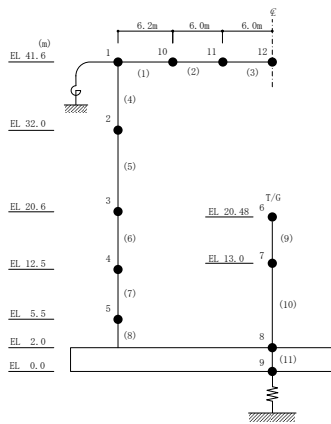 6.2m 6.0m 6.0m ℄
(m)
EL 41.6 1 10 11 12
(1) (2) (3)
(4)
EL 32.0 2
(5)
T/G
EL 20.6 3 EL 20.48 6
(6) (9)
EL 12.5 4 EL 13.0 7
(7) (10)
EL 5.5 5
(8)
EL 2.0 8
EL 0.0 9 (11)